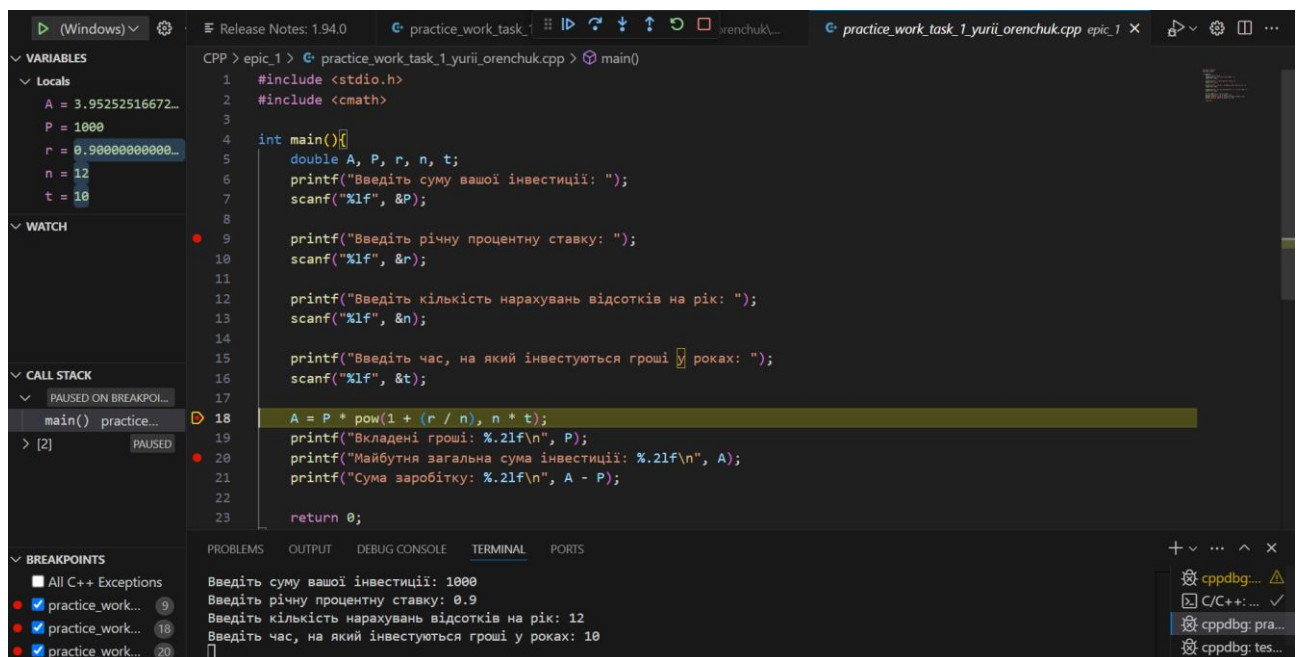 (Windows)
Release Notes: 1.94.0
practice_work_task_1
orenchuk\...
practice_work_task_1_yurii_orenchuk.cpp epic_1
VARIABLES
Locals
A = 3.95252516672...
P = 1000
r = 0.90000000000...
n = 12
t = 10
WATCH
CALL STACK
PAUSED ON BREAKPOI...
main() practice...
[2] PAUSED
BREAKPOINTS
All C++ Exceptions
practice_work... 9
practice_work... 18
practice_work... 20
CPP > epic_1 > practice_work_task_1_yurii_orenchuk.cpp > main()
1 #include <stdio.h>
2 #include <cmath>
3
4 int main(){
5 double A, P, r, n, t;
6 printf("Введіть суму вашої інвестиції: ");
7 scanf("%lf", &P);
8
9 printf("Введіть річну процентну ставку: ");
10 scanf("%lf", &r);
11
12 printf("Введіть кількість нарахувань відсотків на рік: ");
13 scanf("%lf", &n);
14
15 printf("Введіть час, на який інвестуються гроші у роках: ");
16 scanf("%lf", &t);
17
18 A = P * pow(1 + (r / n), n * t);
19 printf("Вкладені гроші: %.2lf\n", P);
20 printf("Майбутня загальна сума інвестиції: %.2lf\n", A);
21 printf("Сума заробітку: %.2lf\n", A - P);
22
23 return 0;
PROBLEMS OUTPUT DEBUG CONSOLE TERMINAL PORTS
Введіть суму вашої інвестиції: 1000
Введіть річну процентну ставку: 0.9
Введіть кількість нарахувань відсотків на рік: 12
Введіть час, на який інвестуються гроші у роках: 10
cppdbg:...
C/C++: ...
cppdbg: pra...
cppdbg: tes...